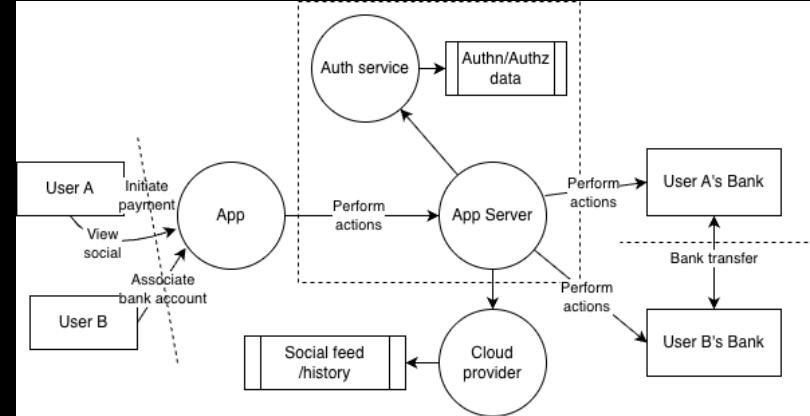 Auth service
Authn/Authz
data
User A
Initiate
payment
App
Perform
actions
App Server
Perform
actions
User A's Bank
View
social
Associate
bank account
User B
Bank transfer
Perform
actions
User B's Bank
Social feed
/history
Cloud
provider